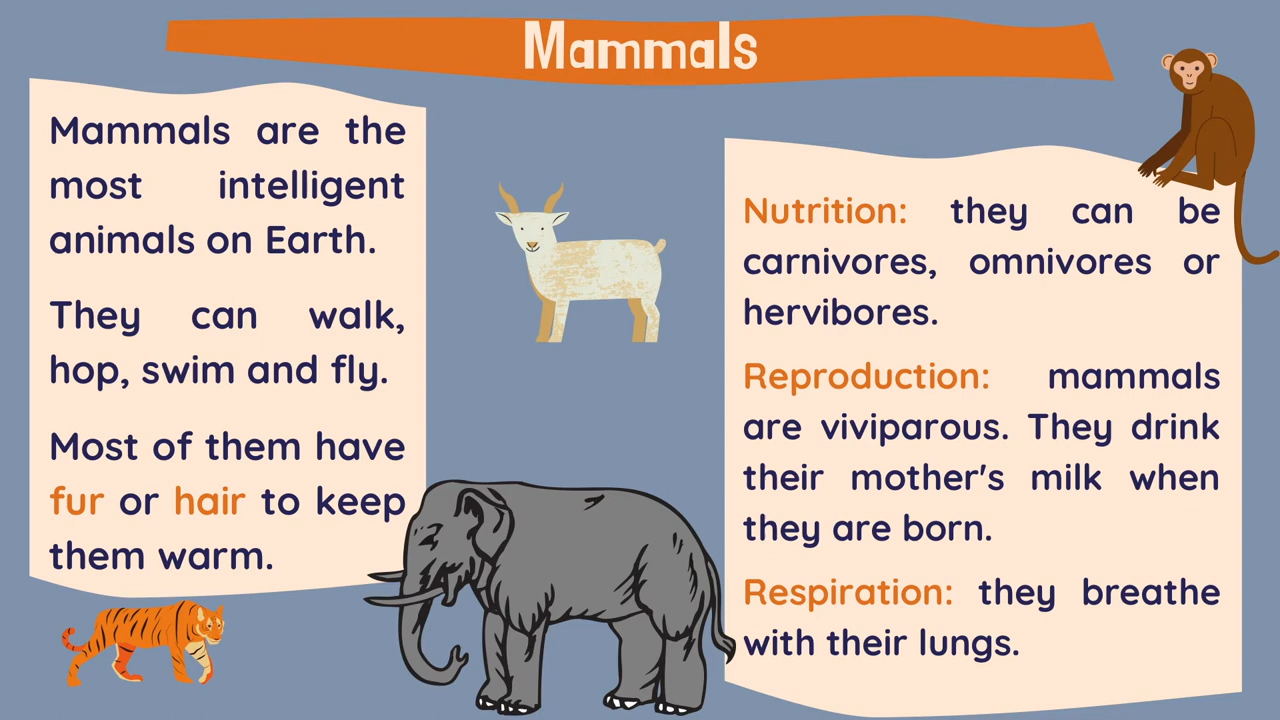 Mammals
Mammals are the
most intelligent
animals on Earth.
They can walk,
hop, swim and fly.
Most of them have
fur or hair to keep
them warm.
Nutrition: they can be
carnivores, omnivores or
hervibores.
Reproduction: mammals
are viviparous. They drink
their mother's milk when
they are born.
Respiration: they breathe
with their lungs.